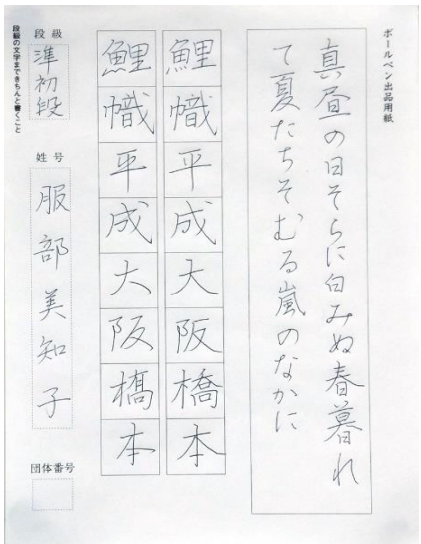 ボールペン出品用紙
真昼の日そらに白みぬ春暮れ
て夏たちそむる嵐のなかに
鯉幟平成大阪橋本
鯉幟平成大阪橋本
段級
準初段
姓号
服部美知子
団体番号
段級の文字まできちんと書くこと